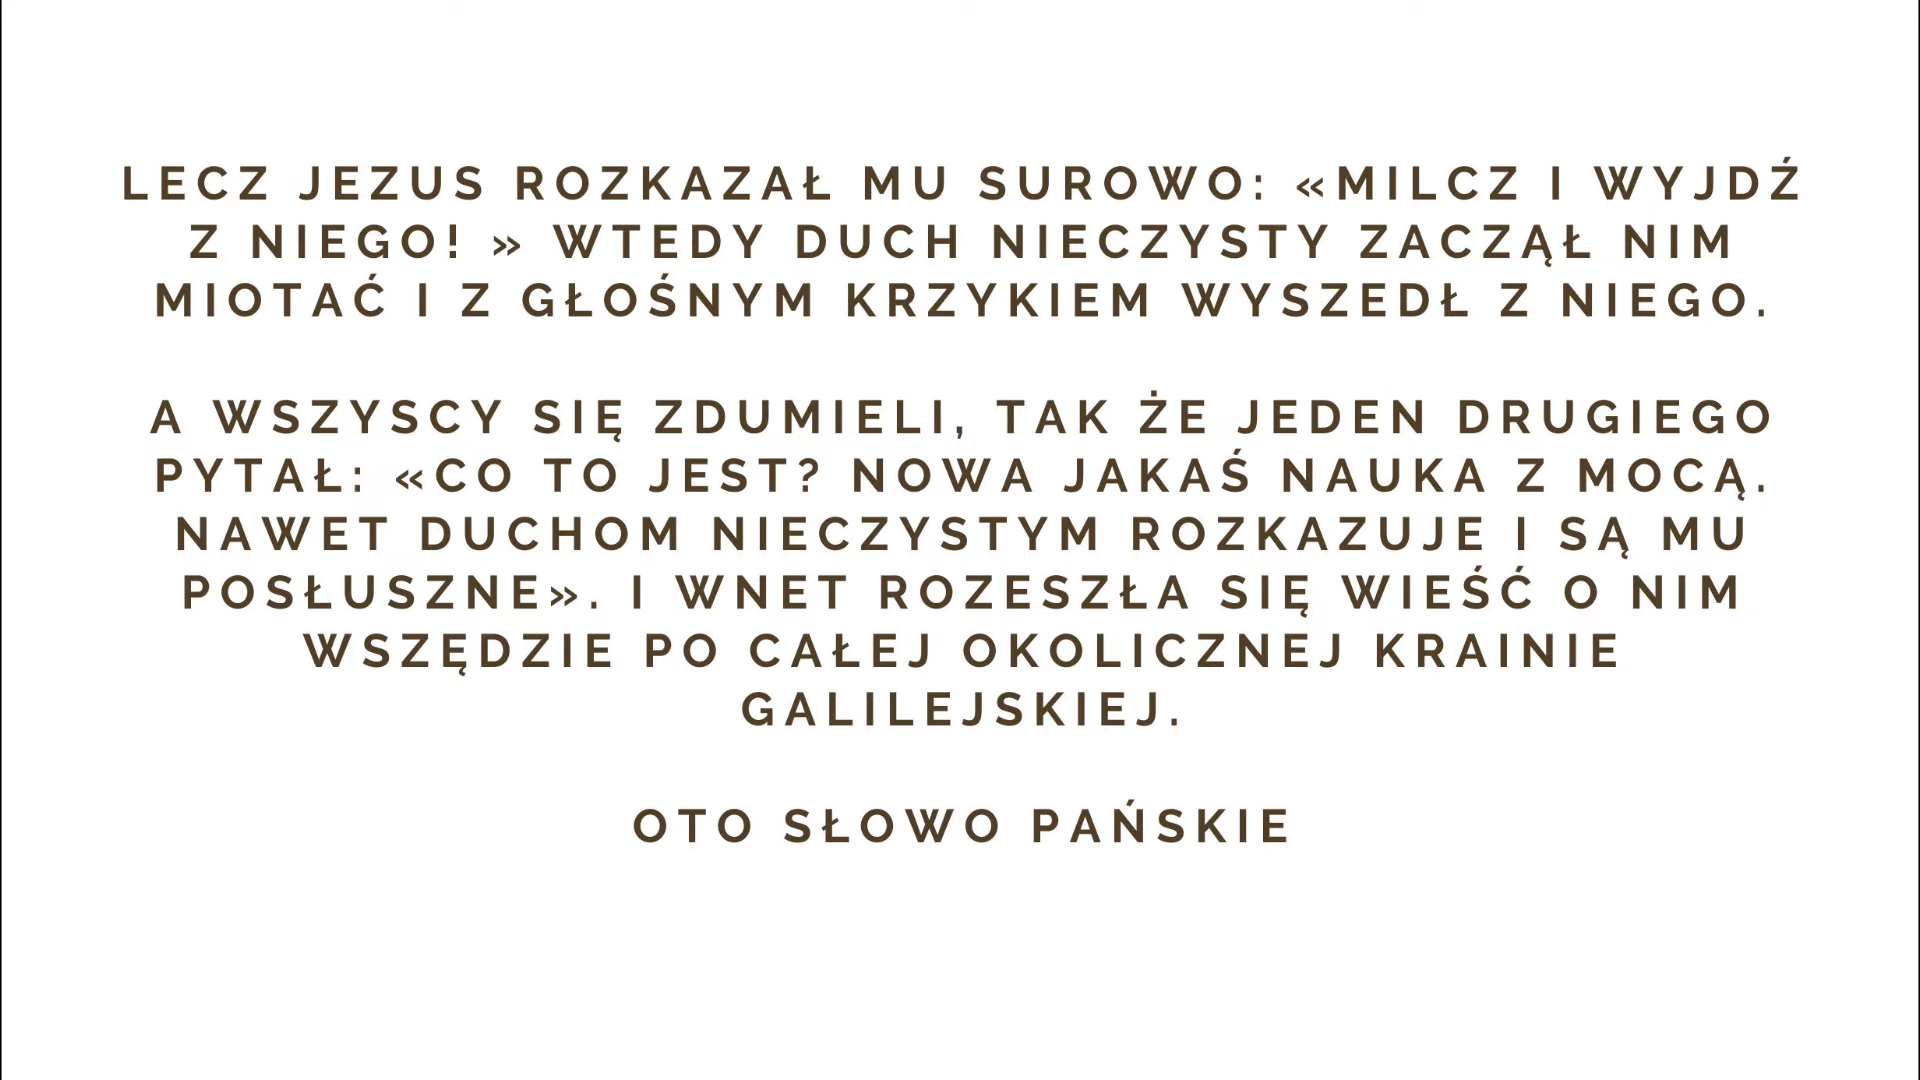 LECZ JEZUS ROZKAZAŁ MU SUROWO: «MILCZ I WYJDŹ
Z NIEGO! » WTEDY DUCH NIECZYSTY ZACZĄŁ NIM
MIOTAĆ I Z GŁOŚNYM KRZYKIEM WYSZEDŁ Z NIEGO.
A WSZYSCY SIĘ ZDUMIELI, TAK ŻE JEDEN DRUGIEGO
PYTAŁ: «CO TO JEST? NOWA JAKAŚ NAUKA Z MOCĄ.
NAWET DUCHOM NIECZYSTYM ROZKAZUJE I SĄ MU
POSŁUSZNE». I WNET ROZESZŁA SIĘ WIEŚĆ O NIM
WSZĘDZIE PO CAŁEJ OKOLICZNEJ KRAINIE
GALILEJSKIEJ.
OTO SŁOWO PAŃSKIE